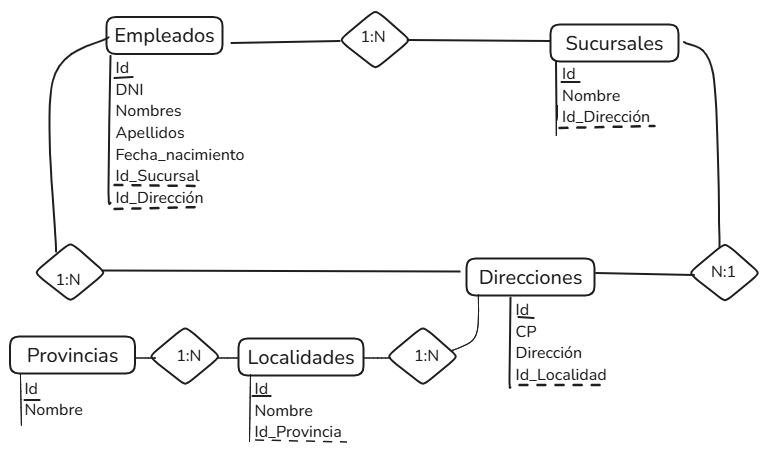 Empleados
Id
DNI
Nombres
Apellidos
Fecha_nacimiento
Id_Sucursal
Id_Dirección
1:N
Sucursales
Id
Nombre
Id_Dirección
1:N
Direcciones
Id
CP
Dirección
Id_Localidad
N:1
Provincias
Id
Nombre
1:N
Localidades
Id
Nombre
Id_Provincia
1:N